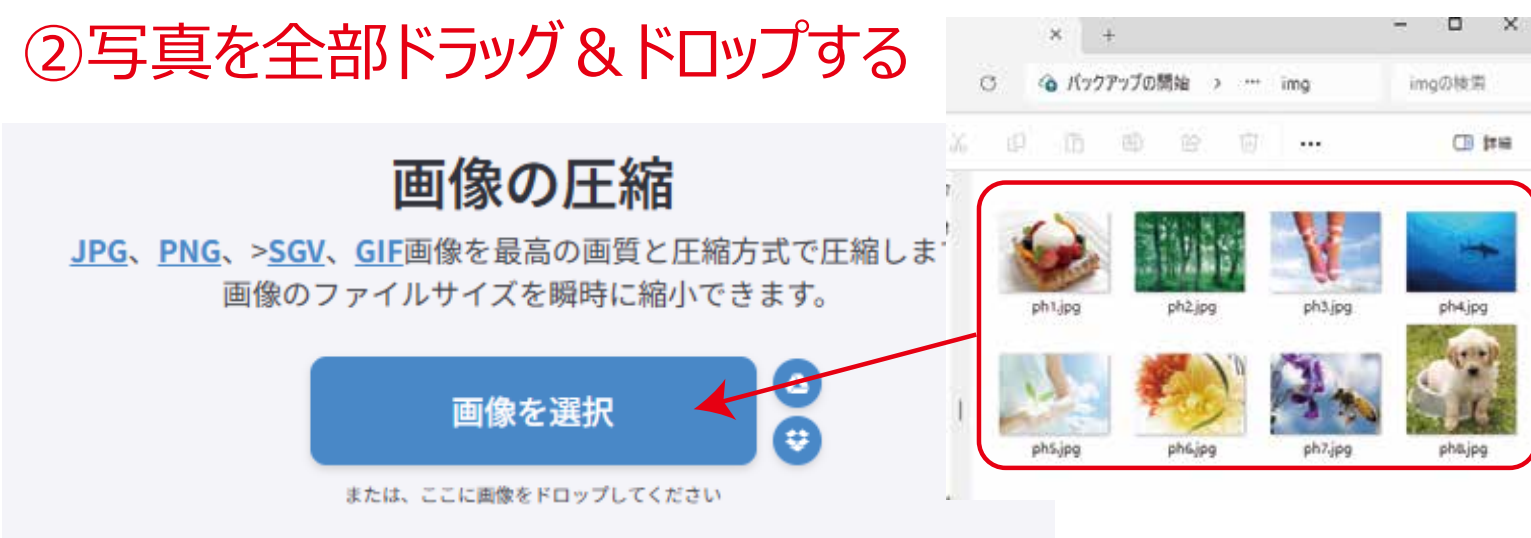 ②写真を全部ドラッグ＆ドロップする
画像の圧縮
JPG、PNG、>SGV、GIF画像を最高の画質と圧縮方式で圧縮しま
画像のファイルサイズを瞬時に縮小できます。
画像を選択
または、ここに画像をドロップしてください
バックアップの開始 > … img
imgの検索
詳細
ph1.jpg
ph2.jpg
ph3.jpg
ph4.jpg
ph5.jpg
ph6.jpg
ph7.jpg
ph8.jpg